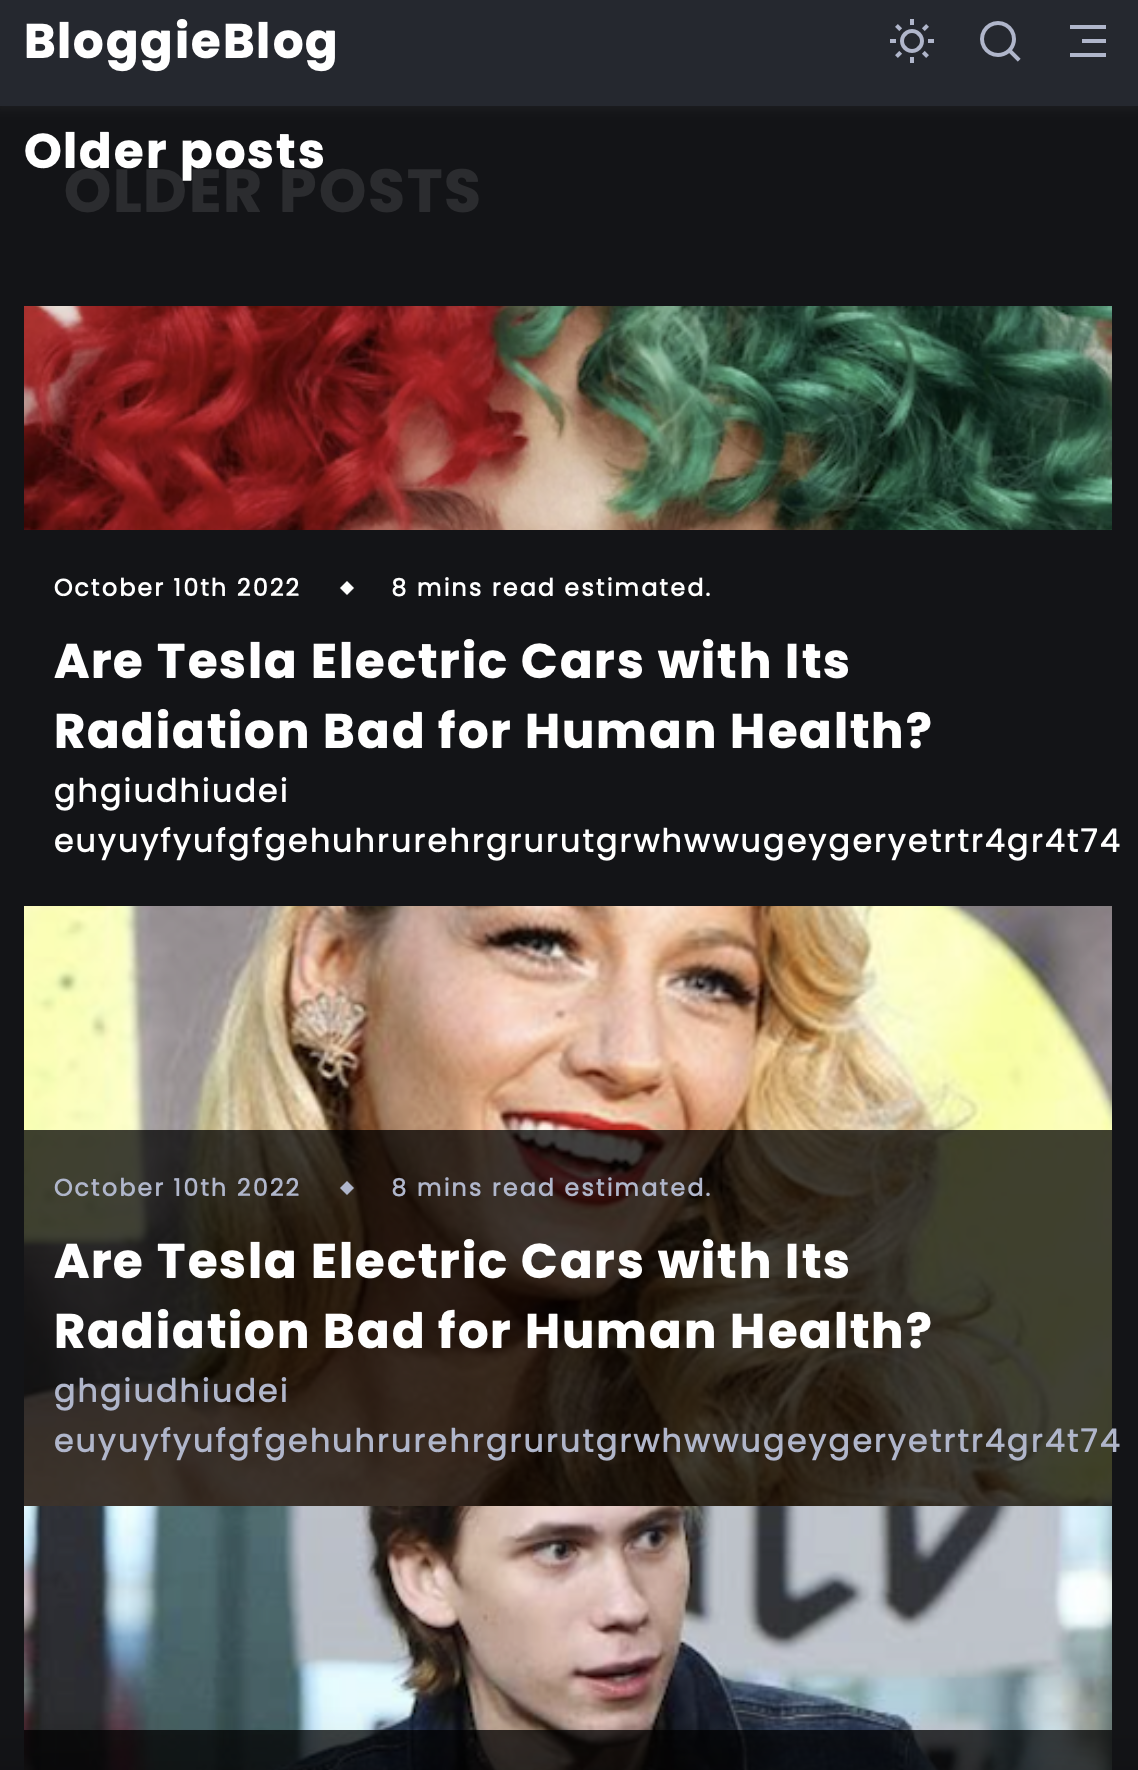 BloggieBlog
Older posts
OLDER POSTS
October 10th 2022 ◆ 8 mins read estimated.
Are Tesla Electric Cars with Its
Radiation Bad for Human Health?
ghgiudhiudei
euyuyfyufgfgehuhrurehrgrurutgrwhwwugeygeryetrtr4gr4t74
October 10th 2022 ◆ 8 mins read estimated.
Are Tesla Electric Cars with Its
Radiation Bad for Human Health?
ghgiudhiudei
euyuyfyufgfgehuhrurehrgrurutgrwhwwugeygeryetrtr4gr4t74